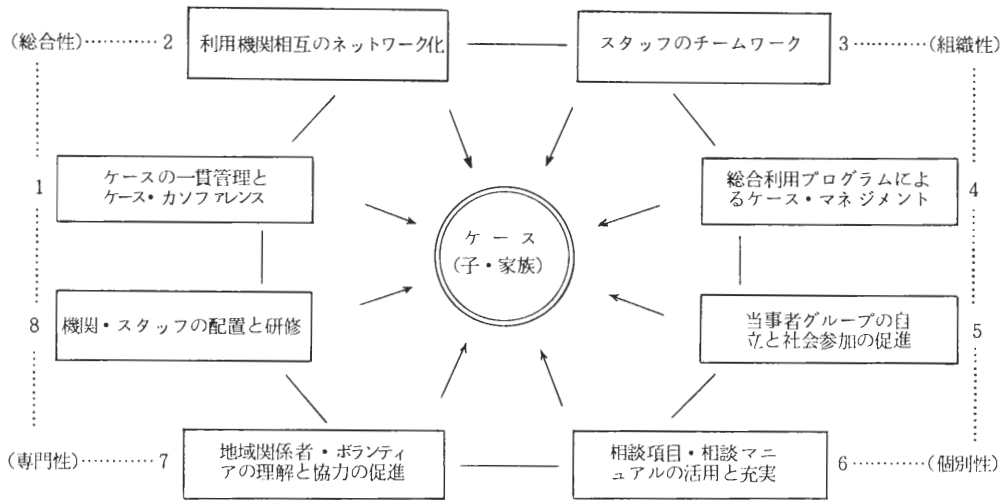 (総合性)…………2
利用機関相互のネットワーク化
スタッフのチームワーク
3…………(組織性)
1
ケースの一貫管理と
ケース・カソファレンス
総合利用プログラムによ
るケース・マネジメント
4
ケース
(子・家族)
8
機関・スタッフの配置と研修
当事者グループの自
立と社会参加の促進
5
(専門性)…………7
地域関係者・ボランティ
アの理解と協力の促進
相談項目・相談マニ
ュアルの活用と充実
6…………(個別性)